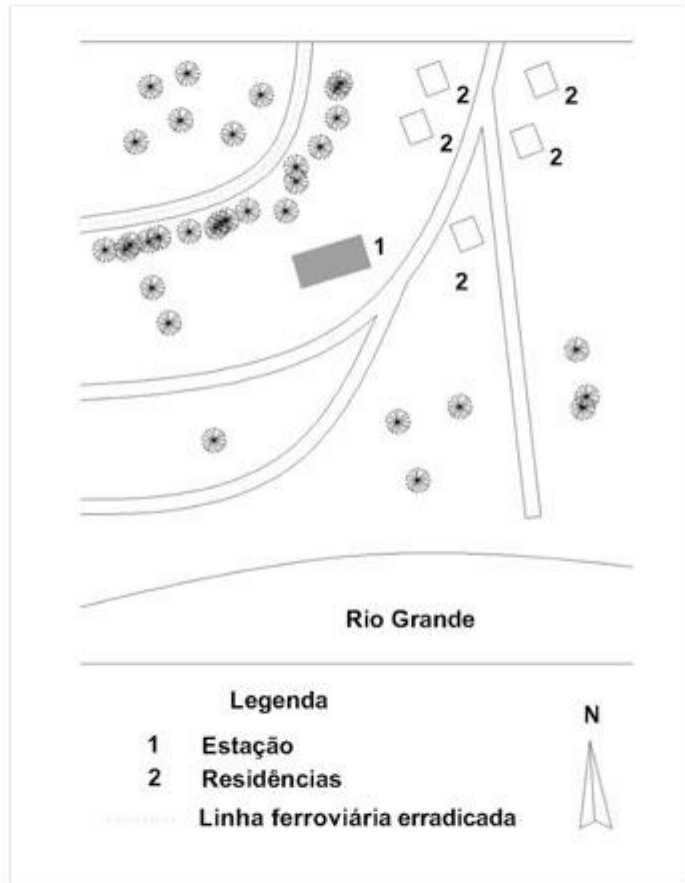 2
2
2
2
1
2
Rio Grande
Legenda
N
1 Estação
2 Residências
Linha ferroviária erradicada